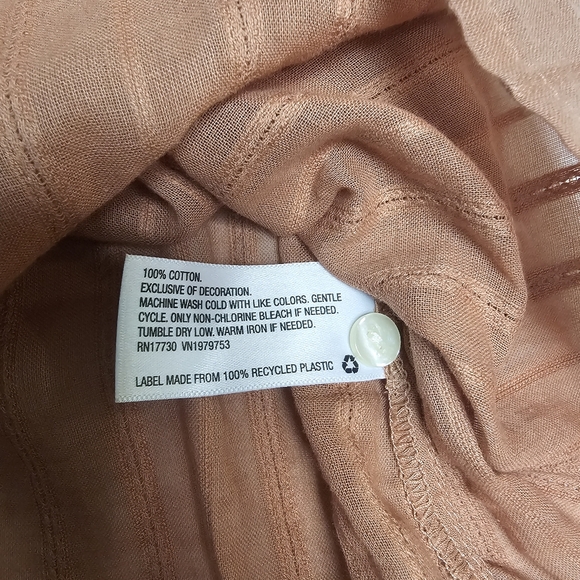 100% COTTON.
EXCLUSIVE OF DECORATION.
MACHINE WASH COLD WITH LIKE COLORS. GENTLE
CYCLE. ONLY NON-CHLORINE BLEACH IF NEEDED.
TUMBLE DRY LOW. WARM IRON IF NEEDED.
RN17730 VN1979753
LABEL MADE FROM 100% RECYCLED PLASTIC